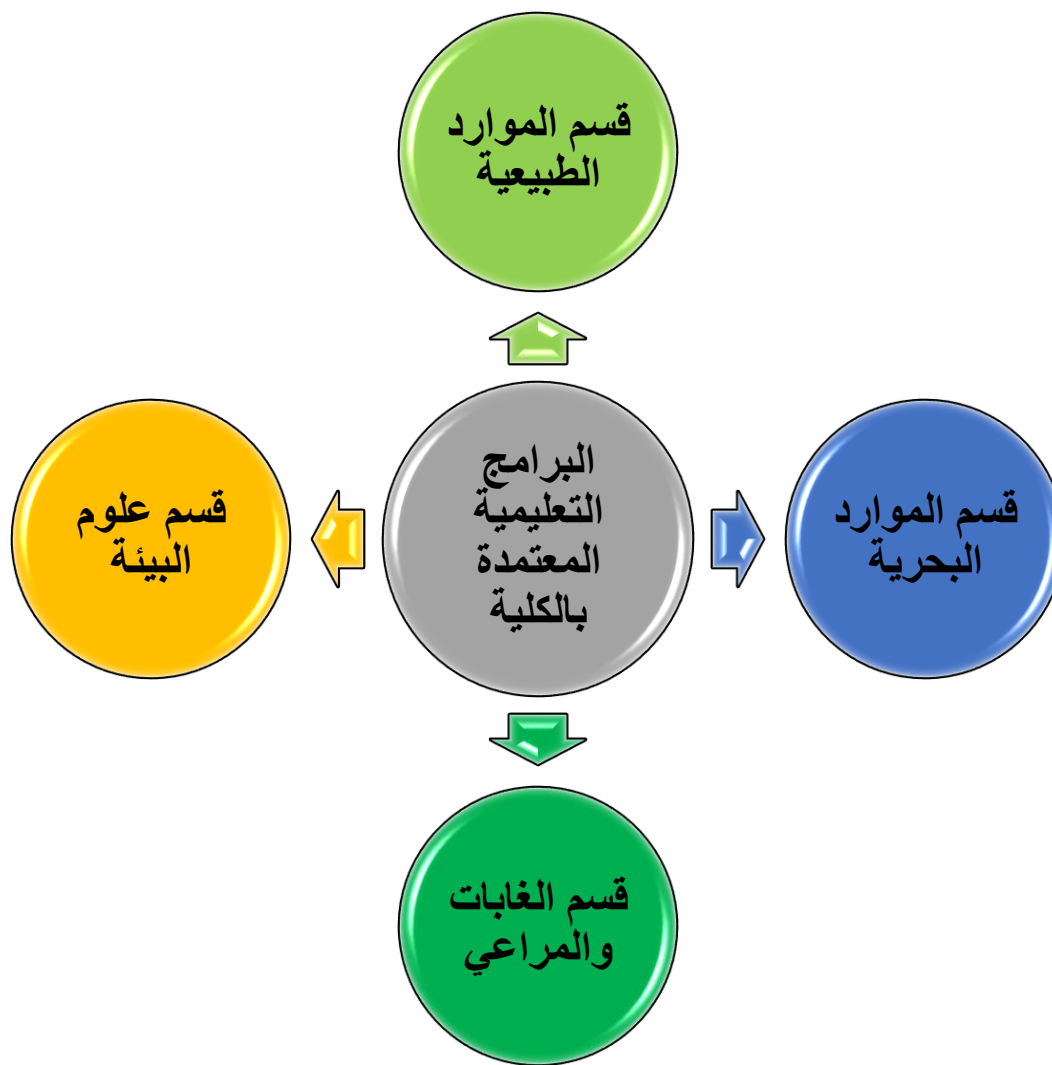 قسم الموارد
الطبيعية
البرامج
التعليمية
المعتمدة
بالكلية
قسم الموارد
البحرية
قسم علوم
البيئة
قسم الغابات
والمراعي